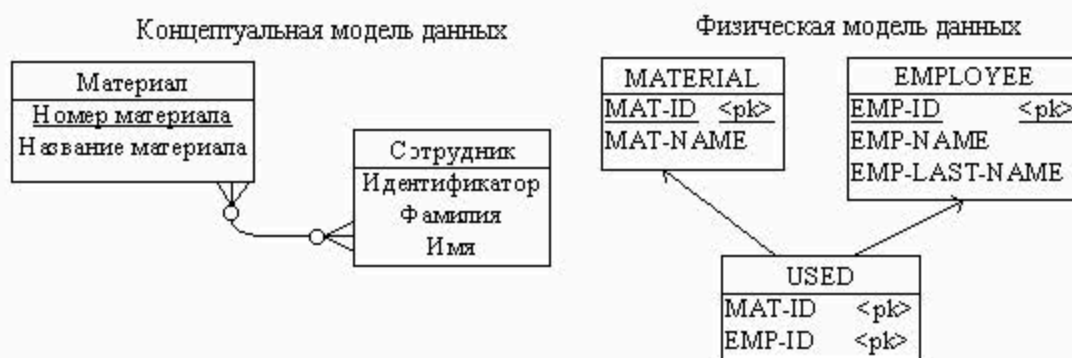 Концептуальная модель данных
Материал
Номер материала
Название материала
Сотрудник
Идентификатор
Фамилия
Имя
Физическая модель данных
MATERIAL
MAT-ID <pk>
MAT-NAME
EMPLOYEE
EMP-ID <pk>
EMP-NAME
EMP-LAST-NAME
USED
MAT-ID <pk>
EMP-ID <pk>